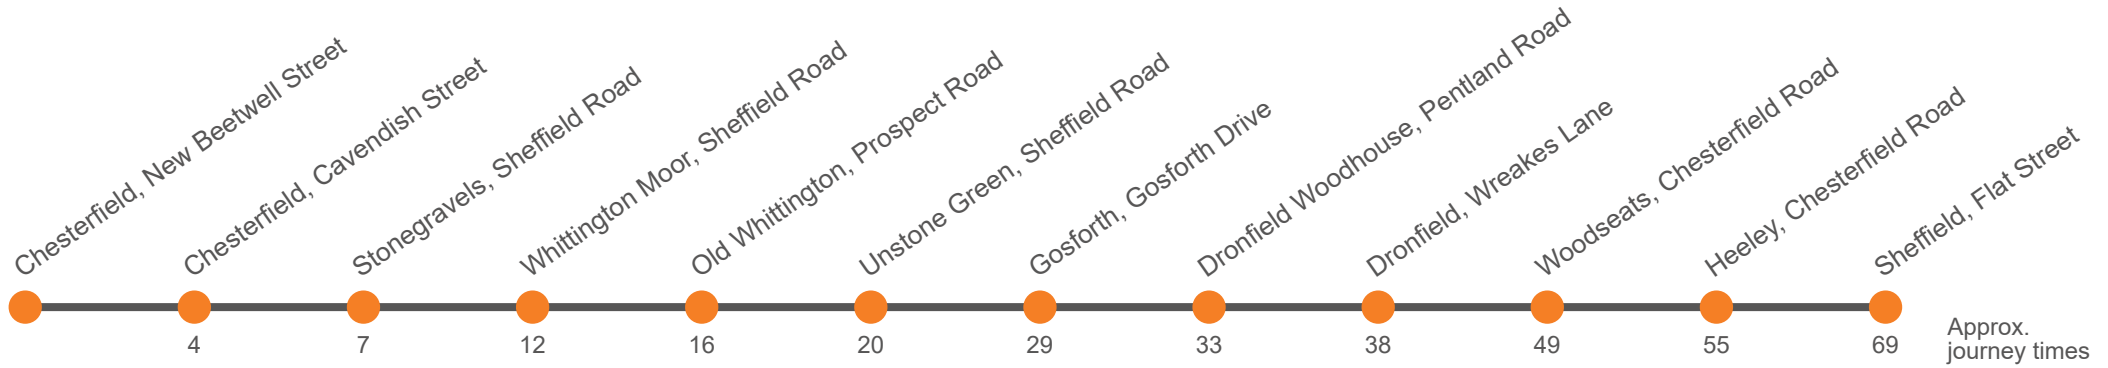 Chesterfield, New Beetwell Street
Chesterfield, Cavendish Street
Stonegravels, Sheffield Road
Whittington Moor, Sheffield Road
Old Whittington, Prospect Road
Unstone Green, Sheffield Road
Gosforth, Gosforth Drive
Dronfield Woodhouse, Pentland Road
Dronfield, Wreakes Lane
Woodseats, Chesterfield Road
Heeley, Chesterfield Road
Sheffield, Flat Street
4 7 12 16 20 29 33 38 49 55 69
Approx.
journey times